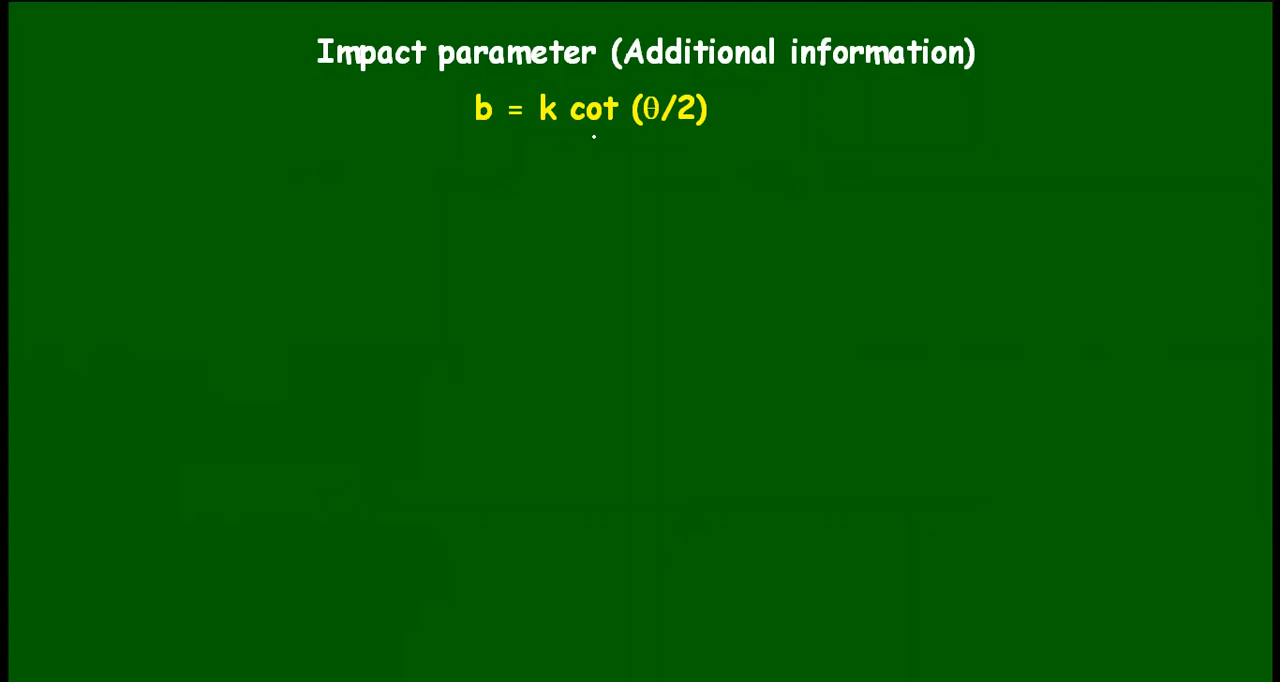 Impact parameter (Additional information)
b = k cot (θ/2)